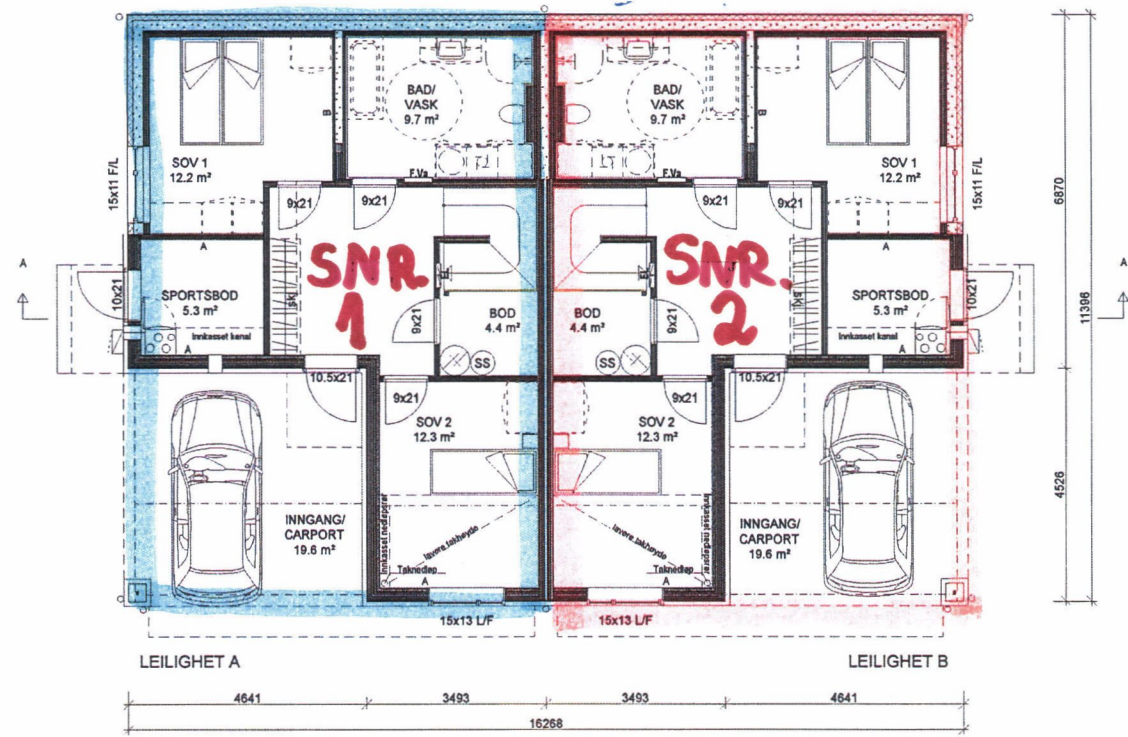 BAD/
VASK
9.7 m²
BAD/
VASK
9.7 m²
B
B
SOV 1
12.2 m²
SOV 1
12.2 m²
15x11 F/L
15x11 F/L
F.Va
F.Va
9x21
9x21
9x21
9x21
6870
11396
SNR.
1
SNR.
2
A
A
A
A
10x21
10x21
SPORTSBOD
5.3 m²
SPORTSBOD
5.3 m²
SKI
SKI
Innkasset kanal
Innkasset kanal
A
A
9x21
9x21
BOD
4.4 m²
BOD
4.4 m²
SS
SS
10.5x21
10.5x21
9x21
9x21
SOV 2
12.3 m²
SOV 2
12.3 m²
4526
INNGANG/
CARPORT
19.6 m²
INNGANG/
CARPORT
19.6 m²
lavere takhøyde
lavere takhøyde
Taknedløp
Taknedløp
A
A
15x13 L/F
15x13 L/F
LEILIGHET A
LEILIGHET B
4641
3493
3493
4641
16268